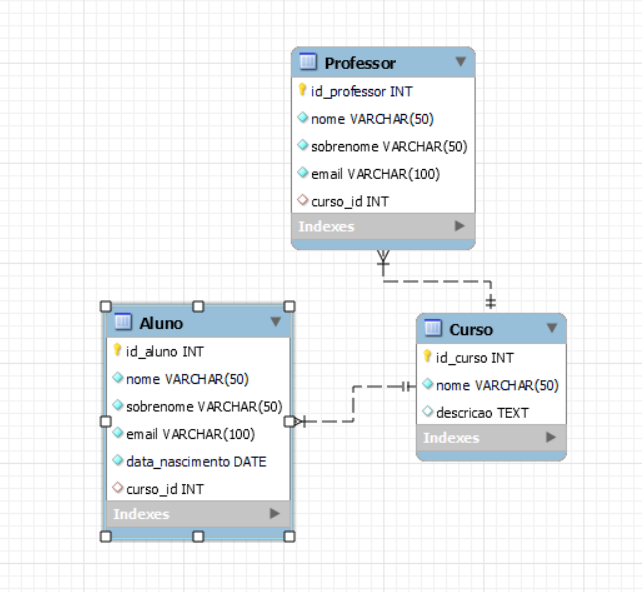 Professor
id_professor INT
nome VARCHAR(50)
sobrenome VARCHAR(50)
email VARCHAR(100)
curso_id INT
Indexes
Aluno
id_aluno INT
nome VARCHAR(50)
sobrenome VARCHAR(50)
email VARCHAR(100)
data_nascimento DATE
curso_id INT
Indexes
Curso
id_curso INT
nome VARCHAR(50)
descricao TEXT
Indexes